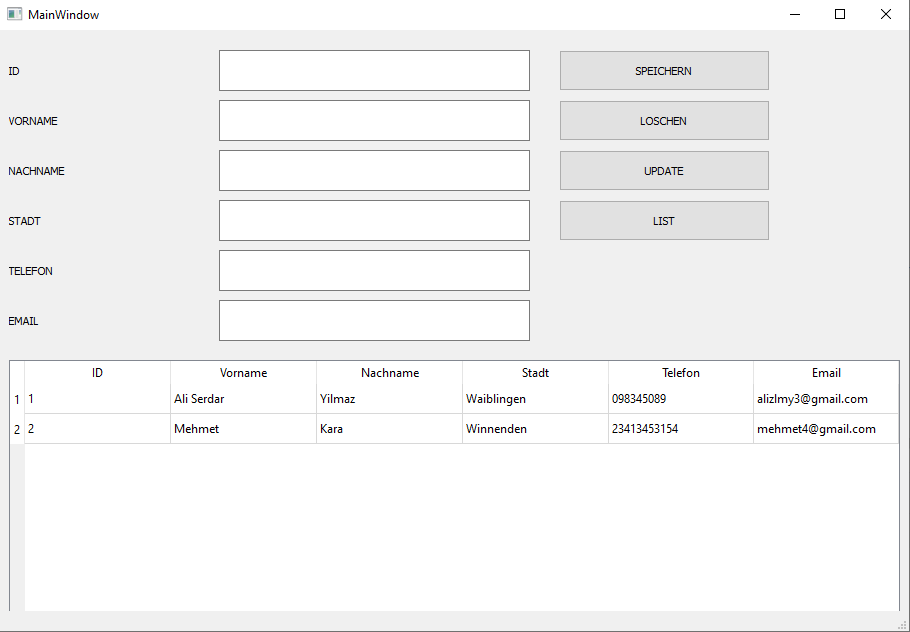 MainWindow
ID SPEICHERN
VORNAME LOSCHEN
NACHNAME UPDATE
STADT LIST
TELEFON
EMAIL
ID Vorname Nachname Stadt Telefon Email
1 1 Ali Serdar Yilmaz Waiblingen 098345089 alizlmy3@gmail.com
2 2 Mehmet Kara Winnenden 23413453154 mehmet4@gmail.com